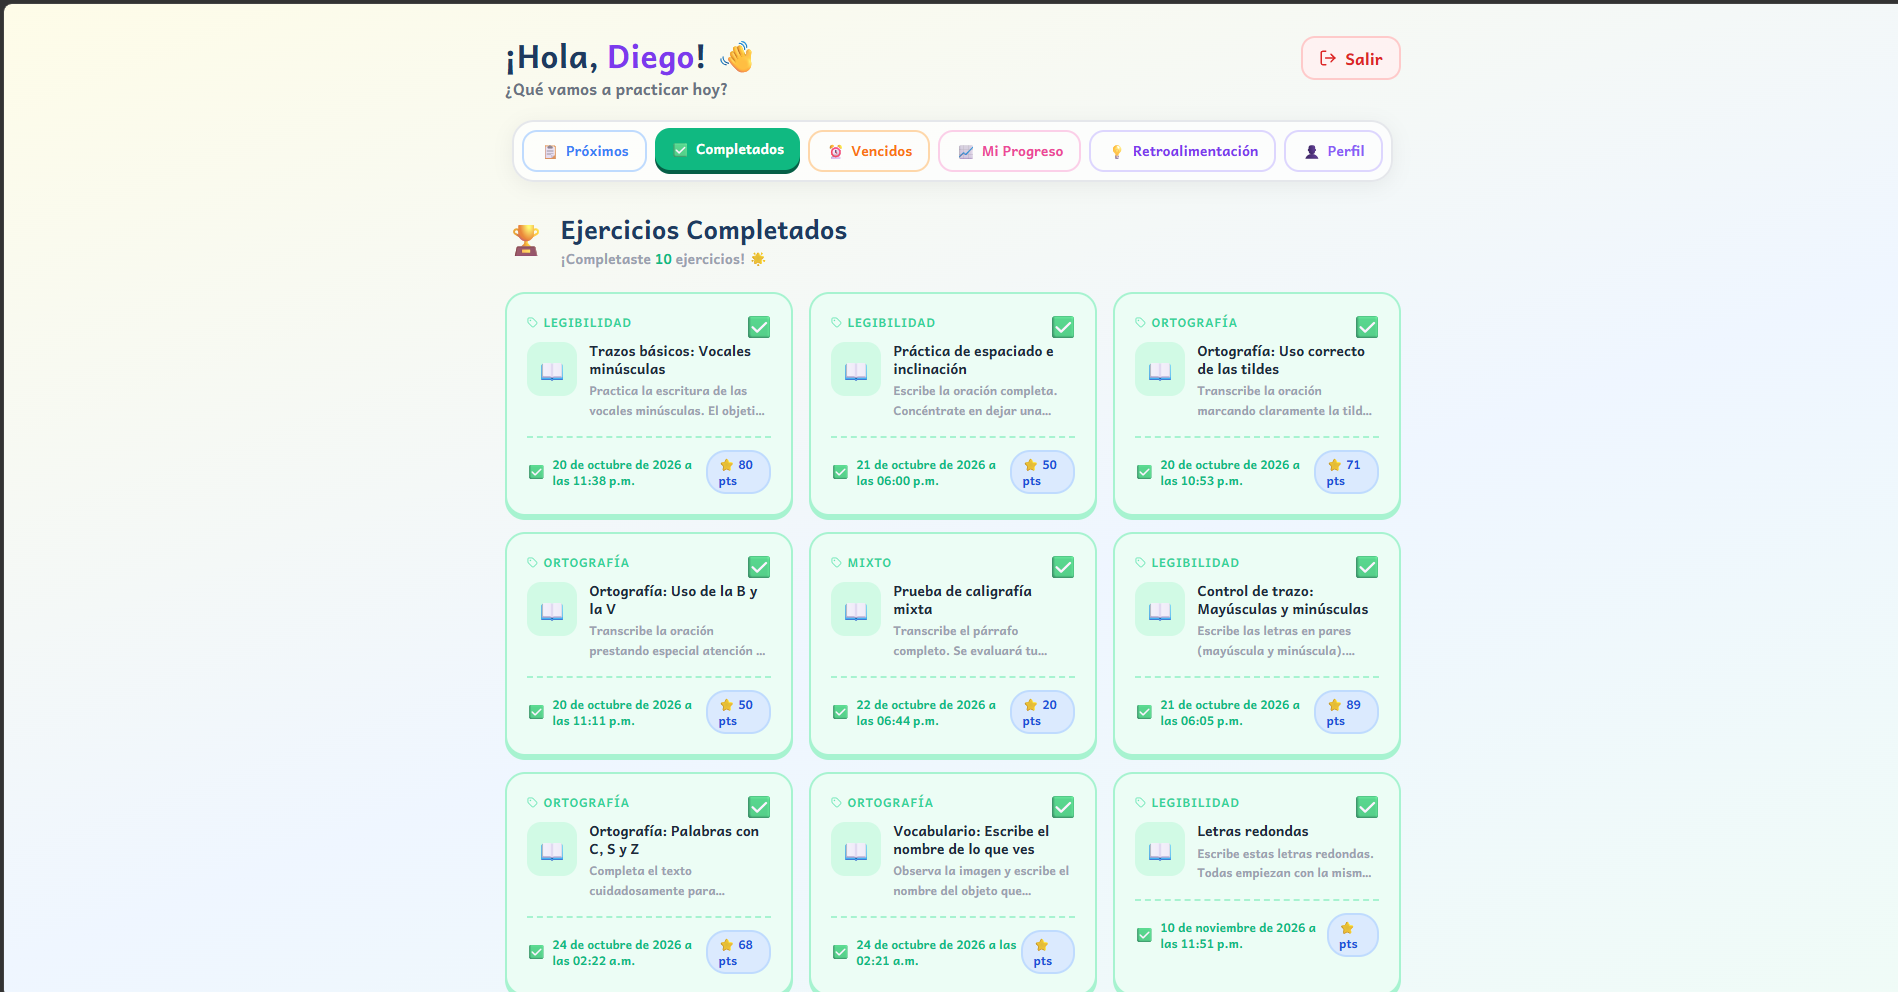 ¡Hola, Diego! 👋
¿Qué vamos a practicar hoy?
Salir
Próximos
Completados
Vencidos
Mi Progreso
Retroalimentación
Perfil
Ejercicios Completados
¡Completaste 10 ejercicios! 🌟
LEGIBILIDAD
Trazos básicos: Vocales
minúsculas
Practica la escritura de las
vocales minúsculas. El objeti...
20 de octubre de 2026 a
las 11:38 p.m.
⭐ 80
pts
LEGIBILIDAD
Práctica de espaciado e
inclinación
Escribe la oración completa.
Concéntrate en dejar una...
21 de octubre de 2026 a
las 06:00 p.m.
⭐ 50
pts
ORTOGRAFÍA
Ortografía: Uso correcto
de las tildes
Transcribe la oración
marcando claramente la tild...
20 de octubre de 2026 a
las 10:53 p.m.
⭐ 71
pts
ORTOGRAFÍA
Ortografía: Uso de la B y
la V
Transcribe la oración
prestando especial atención ...
20 de octubre de 2026 a
las 11:11 p.m.
⭐ 50
pts
MIXTO
Prueba de caligrafía
mixta
Transcribe el párrafo
completo. Se evaluará tu...
22 de octubre de 2026 a
las 06:44 p.m.
⭐ 20
pts
LEGIBILIDAD
Control de trazo:
Mayúsculas y minúsculas
Escribe las letras en pares
(mayúscula y minúscula)....
21 de octubre de 2026 a
las 06:05 p.m.
⭐ 89
pts
ORTOGRAFÍA
Ortografía: Palabras con
C, S y Z
Completa el texto
cuidadosamente para...
24 de octubre de 2026 a
las 02:22 a.m.
⭐ 68
pts
ORTOGRAFÍA
Vocabulario: Escribe el
nombre de lo que ves
Observa la imagen y escribe el
nombre del objeto que...
24 de octubre de 2026 a las
02:21 a.m.
⭐
pts
LEGIBILIDAD
Letras redondas
Escribe estas letras redondas.
Todas empiezan con la mism...
10 de noviembre de 2026 a
las 11:51 p.m.
⭐
pts